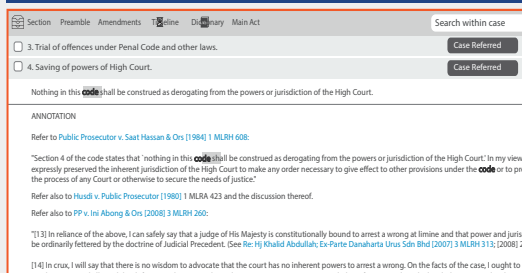 Section Preamble Amendments Timeline Dictionary Main Act Search within case
3. Trial of offences under Penal Code and other laws. Case Referred
4. Saving of powers of High Court. Case Referred
Nothing in this code shall be construed as derogating from the powers or jurisdiction of the High Court.
ANNOTATION
Refer to Public Prosecutor v. Saat Hassan & Ors [1984] 1 MLRH 608:
"Section 4 of the code states that `nothing in this code shall be construed as derogating from the powers or jurisdiction of the High Court.' In my view
expressly preserved the inherent jurisdiction of the High Court to make any order necessary to give effect to other provisions under the code or to pr
the process of any Court or otherwise to secure the needs of justice."
Refer also to Husdi v. Public Prosecutor [1980] 1 MLRA 423 and the discussion thereof.
Refer also to PP v. Ini Abong & Ors [2008] 3 MLRH 260:
"[13] In reliance of the above, I can safely say that a judge of His Majesty is constitutionally bound to arrest a wrong at limine and that power and juris
be ordinarily fettered by the doctrine of Judicial Precedent. (See Re: Hj Khalid Abdullah; Ex-Parte Danaharta Urus Sdn Bhd [2007] 3 MLRH 313; [2008] 2
[14] In crux, I will say that there is no wisdom to advocate that the court has no inherent powers to arrest a wrong. On the facts of the case, I ought to